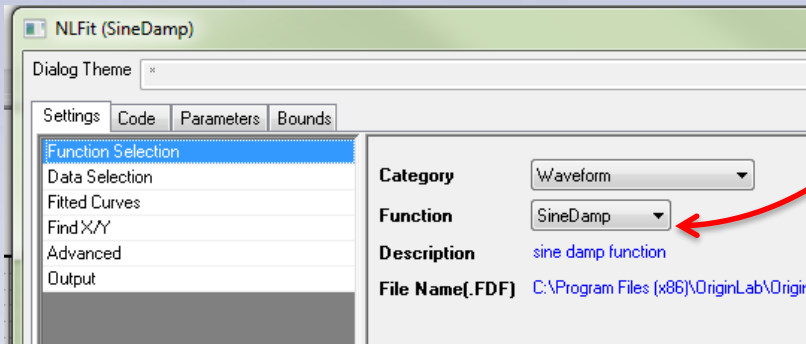 NLFit (SineDamp)
Dialog Theme *
Settings Code Parameters Bounds
Function Selection
Data Selection
Fitted Curves
Find X/Y
Advanced
Output
Category Waveform
Function SineDamp
Description sine damp function
File Name(.FDF) C:\Program Files (x86)\OriginLab\Origin